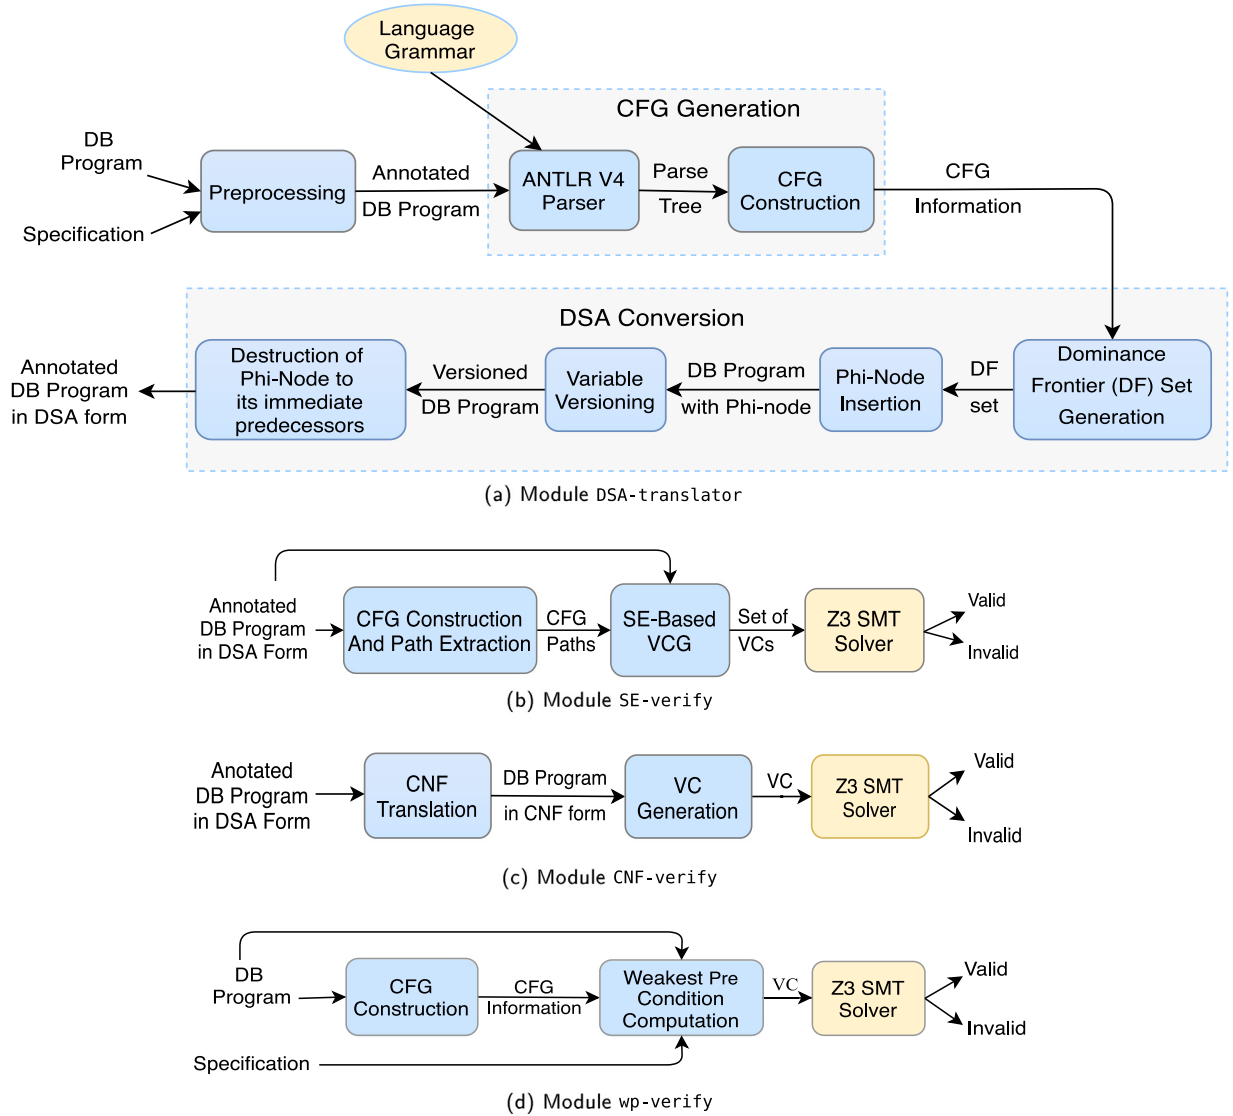 Language
Grammar
CFG Generation
DB
Program
Specification
Preprocessing
Annotated
DB Program
ANTLR V4
Parser
Parse
Tree
CFG
Construction
CFG
Information
DSA Conversion
Annotated
DB Program
in DSA form
Destruction of
Phi-Node to
its immediate
predecessors
Versioned
DB Program
Variable
Versioning
DB Program
with Phi-node
Phi-Node
Insertion
DF
set
Dominance
Frontier (DF) Set
Generation
(a) Module DSA-translator
Annotated
DB Program
in DSA Form
CFG Construction
And Path Extraction
CFG
Paths
SE-Based
VCG
Set of
VCs
Z3 SMT
Solver
Valid
Invalid
(b) Module SE-verify
Anotated
DB Program
in DSA Form
CNF
Translation
DB Program
in CNF form
VC
Generation
VC
Z3 SMT
Solver
Valid
Invalid
(c) Module CNF-verify
DB
Program
Specification
CFG
Construction
CFG
Information
Weakest Pre
Condition
Computation
VC
Z3 SMT
Solver
Valid
Invalid
(d) Module wp-verify